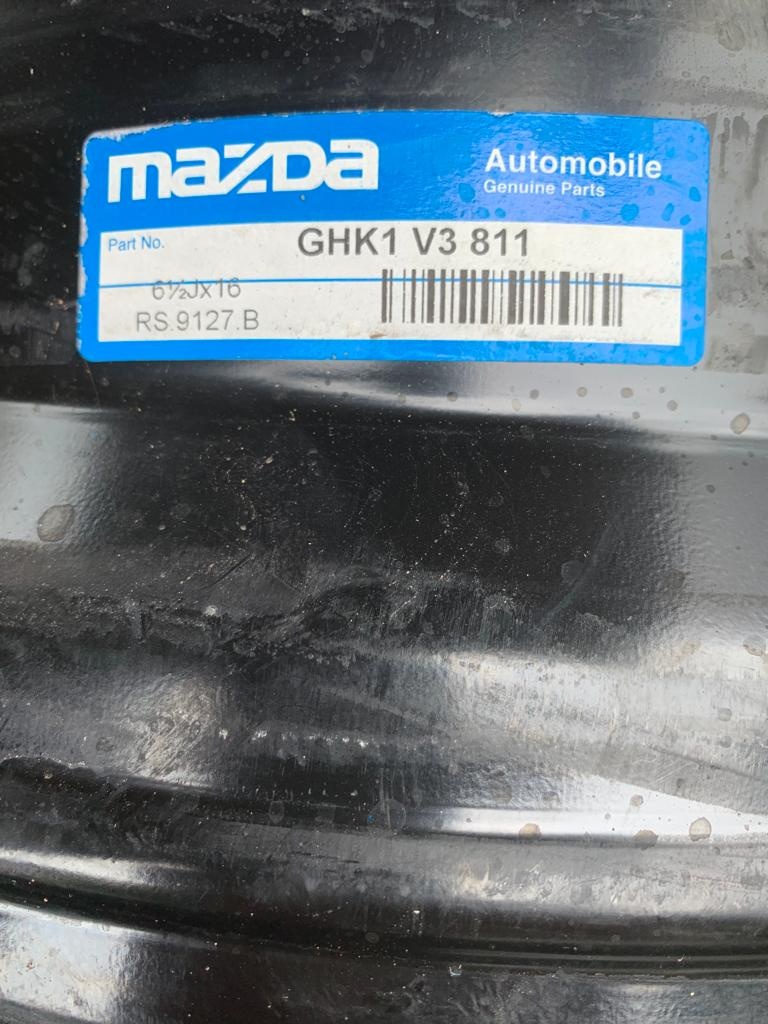 mazda
Automobile
Genuine Parts
Part No.
GHK1 V3 811
6½Jx16
RS.9127.B